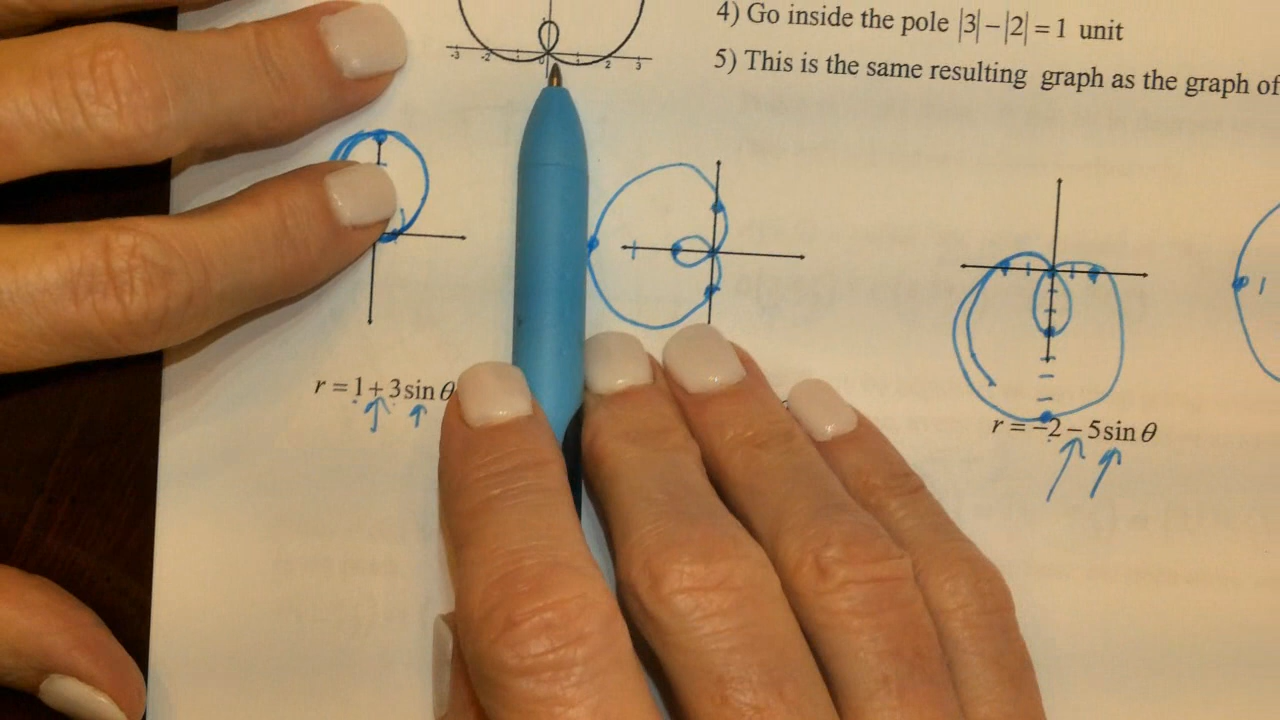 4) Go inside the pole |3|−|2| = 1 unit
-3 -2 2 3
5) This is the same resulting graph as the graph of
r = 1 + 3 sin θ
r = −2 − 5 sin θ